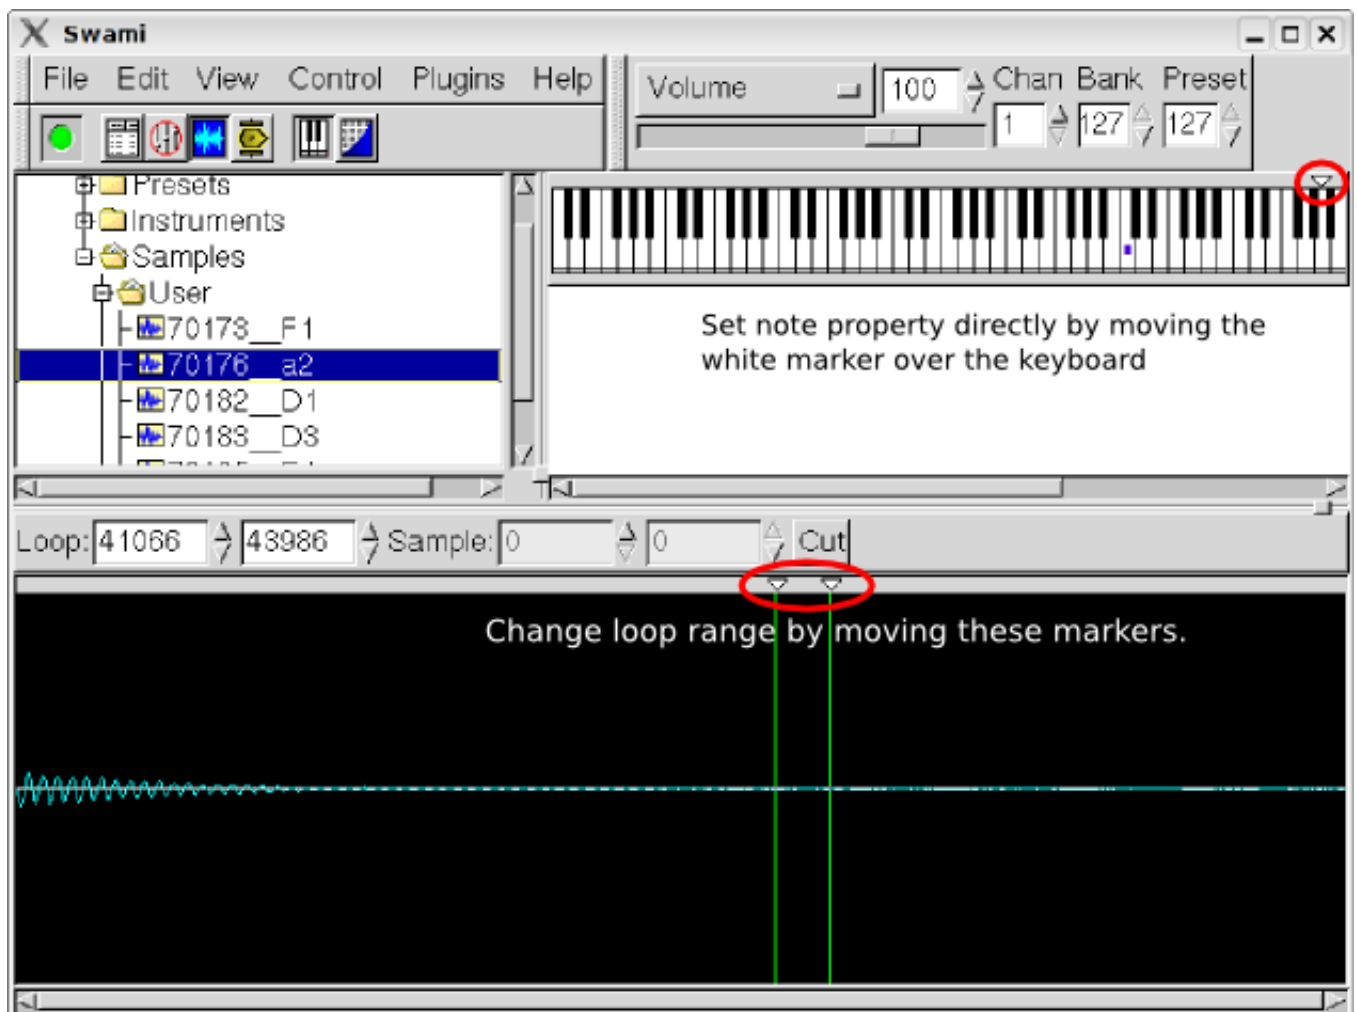 Swami
File Edit View Control Plugins Help
Volume 100 Chan Bank Preset
1 127 127
Presets
Instruments
Samples
User
70173__F1
70176__a2
70182__D1
70183__D3
Set note property directly by moving the
white marker over the keyboard
Loop: 41066 43986 Sample: 0 0 Cut
Change loop range by moving these markers.